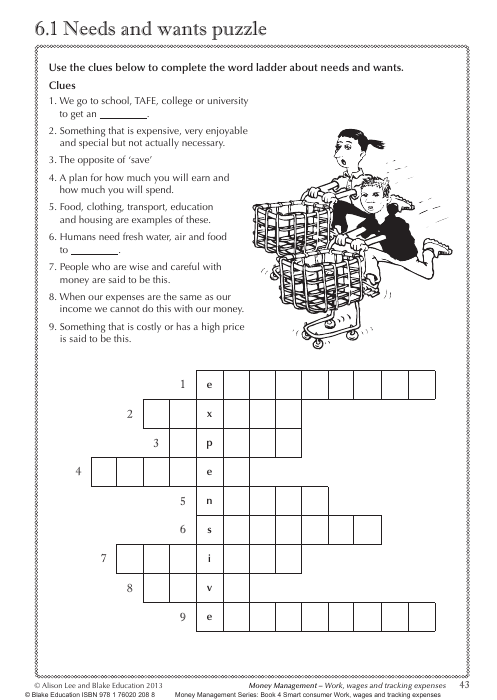 6.1 Needs and wants puzzle
Use the clues below to complete the word ladder about needs and wants.
Clues
1. We go to school, TAFE, college or university
to get an _________.
2. Something that is expensive, very enjoyable
and special but not actually necessary.
3. The opposite of ‘save’
4. A plan for how much you will earn and
how much you will spend.
5. Food, clothing, transport, education
and housing are examples of these.
6. Humans need fresh water, air and food
to _________.
7. People who are wise and careful with
money are said to be this.
8. When our expenses are the same as our
income we cannot do this with our money.
9. Something that is costly or has a high price
is said to be this.
1 e
2 x
3 p
4 e
5 n
6 s
7 i
8 v
9 e
© Alison Lee and Blake Education 2013 Money Management – Work, wages and tracking expenses 43
© Blake Education ISBN 978 1 76020 208 8 Money Management Series: Book 4 Smart consumer Work, wages and tracking expenses